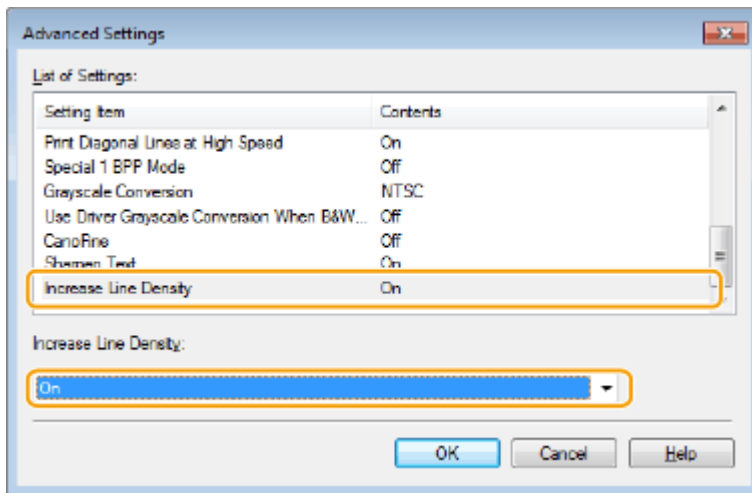 Advanced Settings
List of Settings:
Setting Item Contents
Print Diagonal Lines at High Speed On
Special 1 BPP Mode Off
Grayscale Conversion NTSC
Use Driver Grayscale Conversion When B&W... Off
CanoFine Off
Sharpen Text On
Increase Line Density On
Increase Line Density:
On
OK Cancel Help